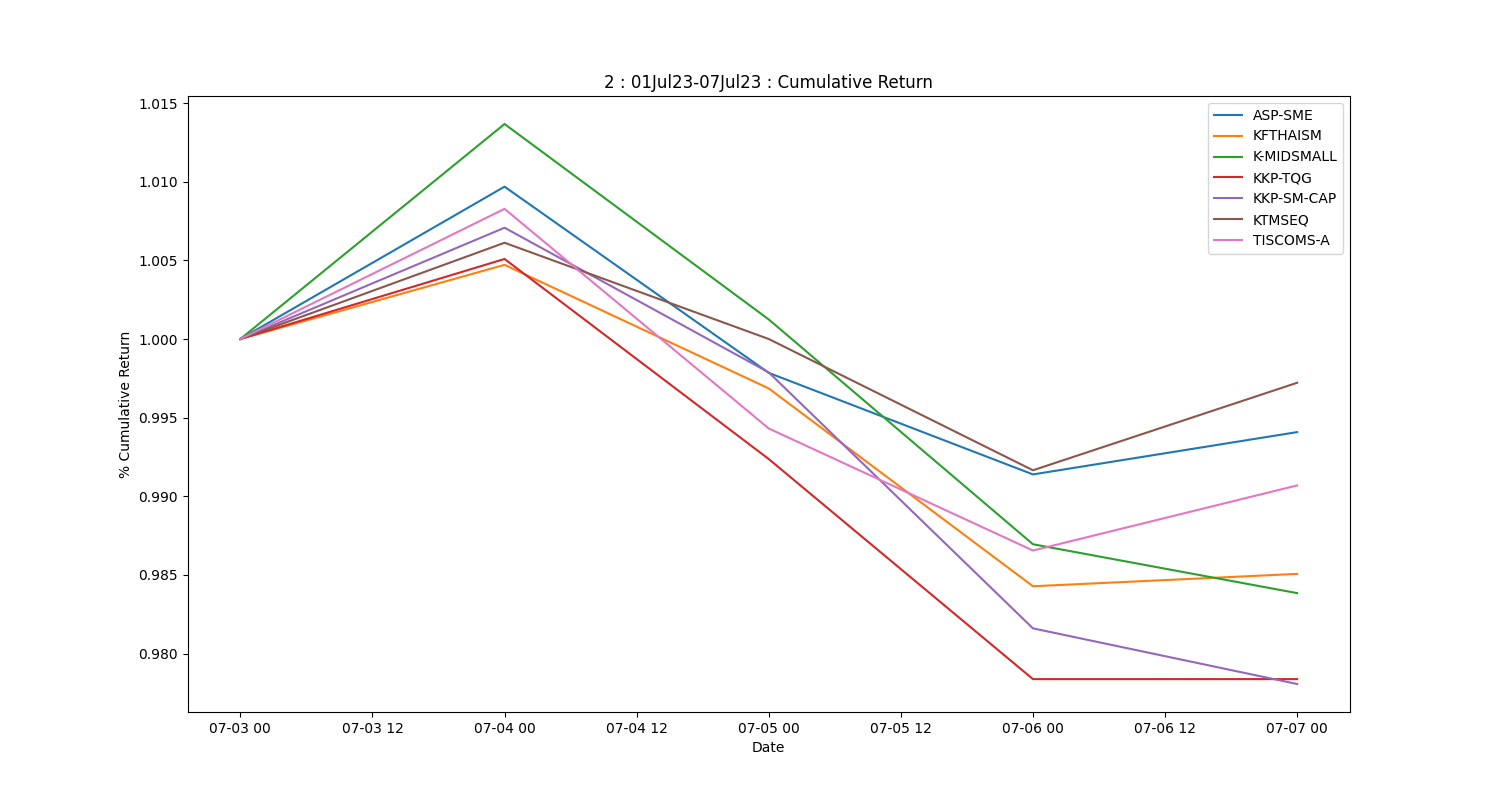 2 : 01Jul23-07Jul23 : Cumulative Return
1.015
1.010
1.005
1.000
0.995
0.990
0.985
0.980
% Cumulative Return
ASP-SME
KFTHAISM
K-MIDSMALL
KKP-TQG
KKP-SM-CAP
KTMSEQ
TISCOMS-A
07-03 00 07-03 12 07-04 00 07-04 12 07-05 00 07-05 12 07-06 00 07-06 12 07-07 00
Date